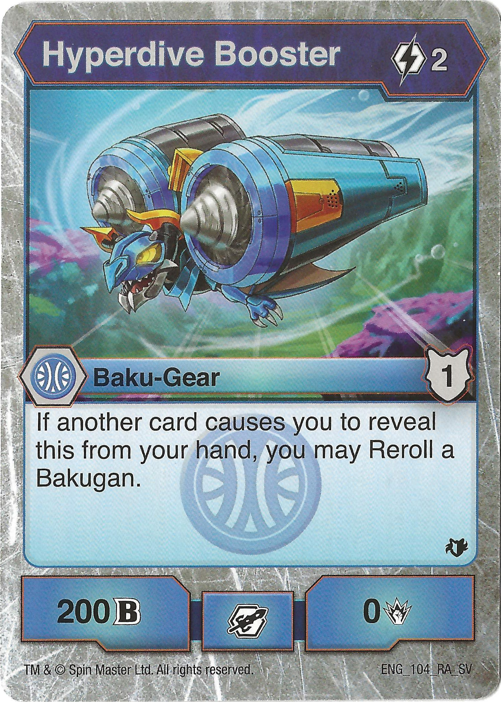 Hyperdive Booster
2
Baku-Gear
1
If another card causes you to reveal
this from your hand, you may Reroll a
Bakugan.
200 B
0
TM & © Spin Master Ltd. All rights reserved.
ENG_104_RA_SV